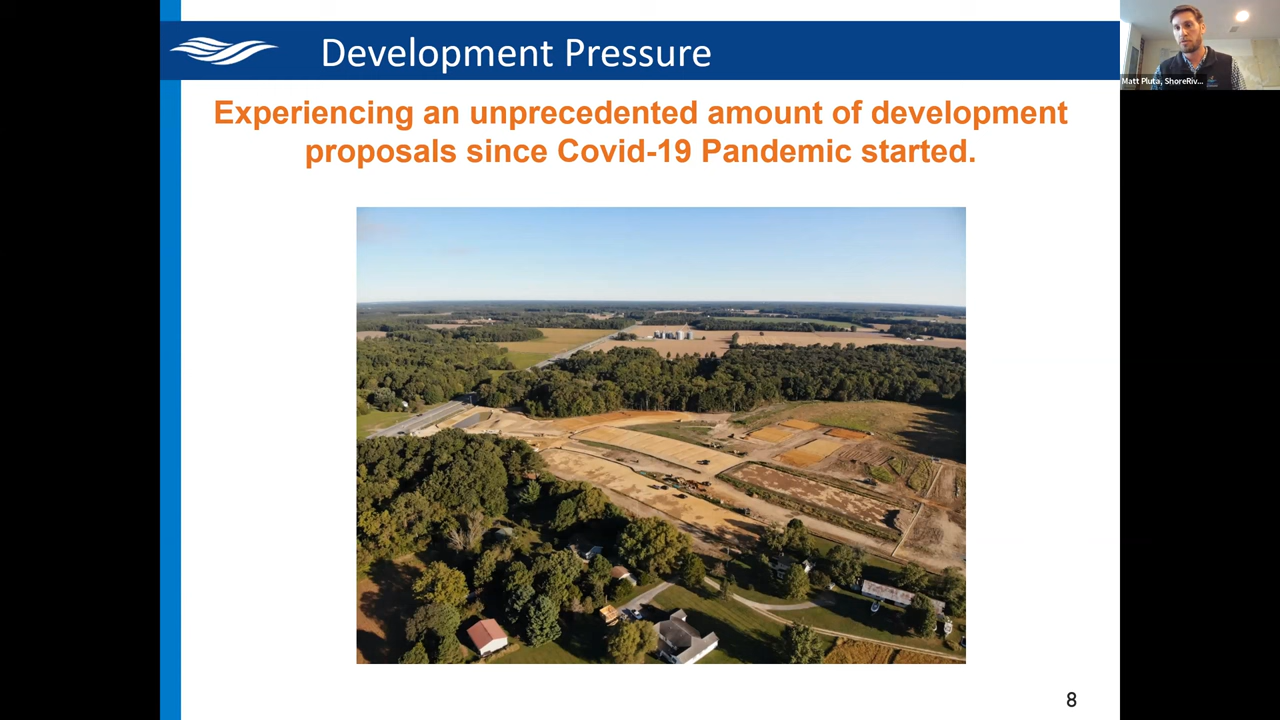 Development Pressure
Matt Pluta, ShoreRiv...
Experiencing an unprecedented amount of development
proposals since Covid-19 Pandemic started.
8